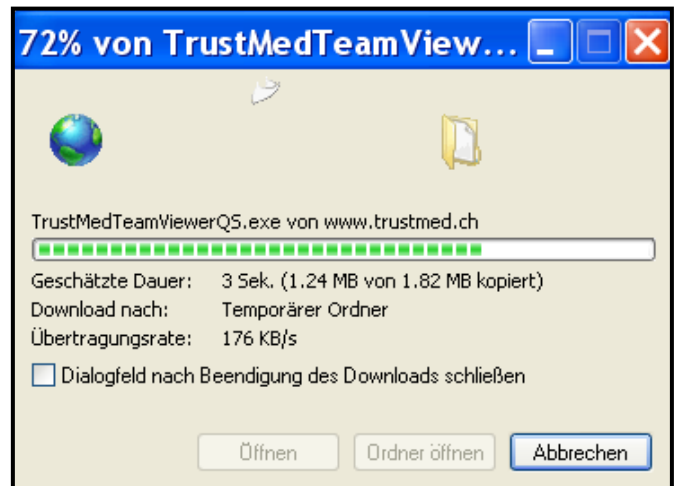 72% von TrustMedTeamView...
TrustMedTeamViewerQS.exe von www.trustmed.ch
Geschätzte Dauer: 3 Sek. (1.24 MB von 1.82 MB kopiert)
Download nach: Temporärer Ordner
Übertragungsrate: 176 KB/s
Dialogfeld nach Beendigung des Downloads schließen
Öffnen Ordner öffnen Abbrechen